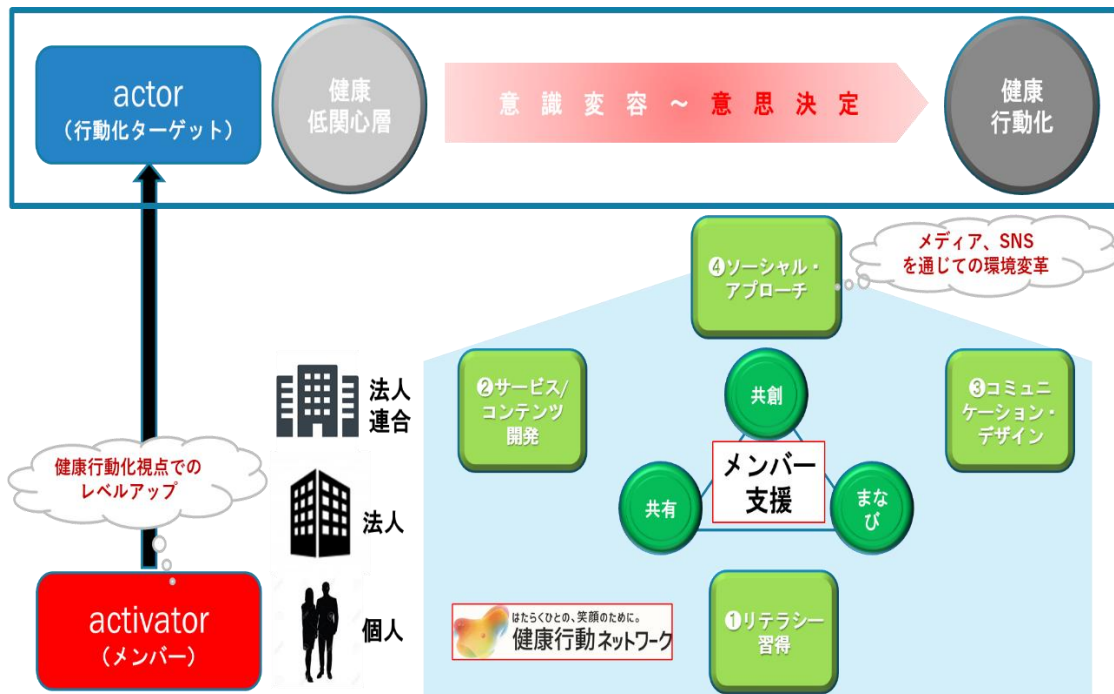 actor
（行動化ターゲット）
健康
低関心層
意識変容～意思決定
健康
行動化
メディア、SNS
を通じての環境変革
❹ソーシャル・
アプローチ
❷サービス/
コンテンツ
開発
❸コミュニ
ケーション・
デザイン
共創
メンバー
支援
共有
まな
び
法人
連合
法人
個人
健康行動化視点での
レベルアップ
activator
（メンバー）
はたらくひとの、笑顔のために。
健康行動ネットワーク
❶リテラシー
習得